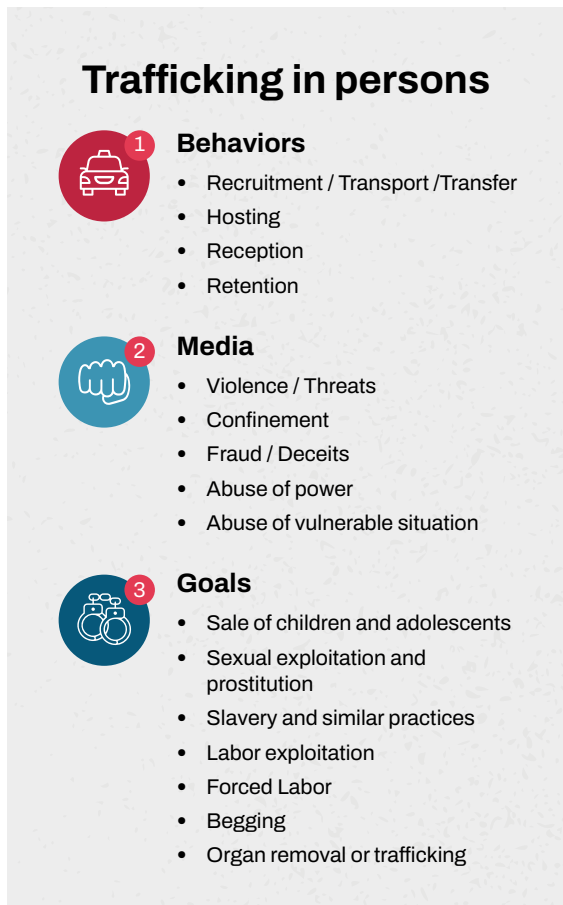 Trafficking in persons
1
Behaviors
• Recruitment / Transport /Transfer
• Hosting
• Reception
• Retention
2
Media
• Violence / Threats
• Confinement
• Fraud / Deceits
• Abuse of power
• Abuse of vulnerable situation
3
Goals
• Sale of children and adolescents
• Sexual exploitation and
prostitution
• Slavery and similar practices
• Labor exploitation
• Forced Labor
• Begging
• Organ removal or trafficking